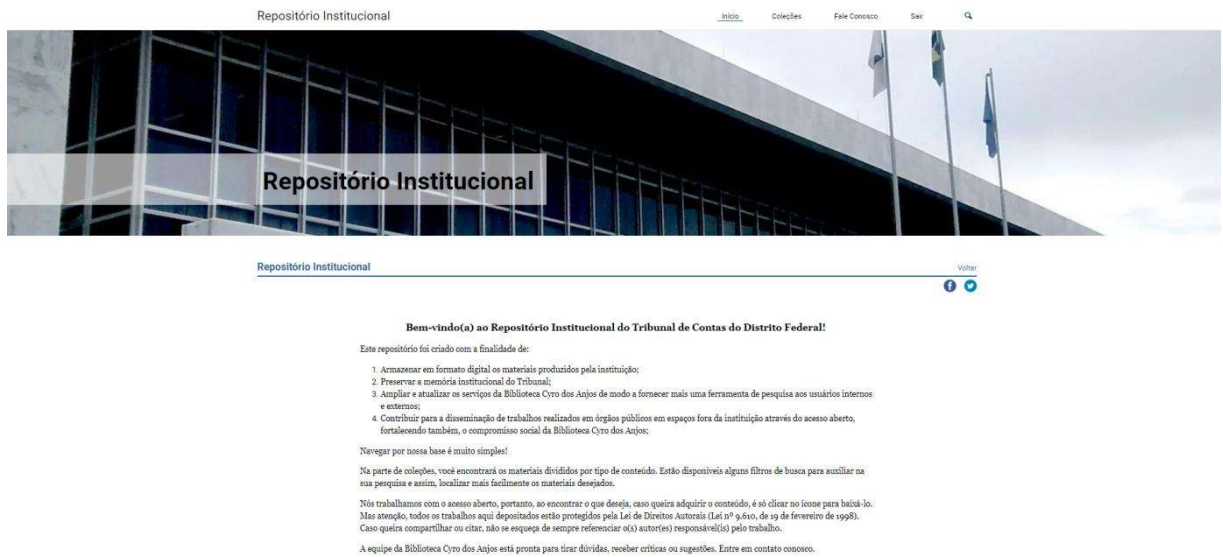 Repositório Institucional
Início Coleções Fale Conosco Sair
Repositório Institucional
Repositório Institucional
Voltar
Bem-vindo(a) ao Repositório Institucional do Tribunal de Contas do Distrito Federal!
Este repositório foi criado com a finalidade de:
1. Armazenar em formato digital os materiais produzidos pela instituição;
2. Preservar a memória institucional do Tribunal;
3. Ampliar e atualizar os serviços da Biblioteca Cyro dos Anjos de modo a fornecer mais uma ferramenta de pesquisa aos usuários internos
e externos;
4. Contribuir para a disseminação de trabalhos realizados em órgãos públicos em espaços fora da instituição através do acesso aberto,
fortalecendo também, o compromisso social da Biblioteca Cyro dos Anjos;
Navegar por nossa base é muito simples!
Na parte de coleções, você encontrará os materiais divididos por tipo de conteúdo. Estão disponíveis alguns filtros de busca para auxiliar na
sua pesquisa e assim, localizar mais facilmente os materiais desejados.
Nós trabalhamos com o acesso aberto, portanto, ao encontrar o que deseja, caso queira adquirir o conteúdo, é só clicar no ícone para baixá-lo.
Mas atenção, todos os trabalhos aqui depositados estão protegidos pela Lei de Direitos Autorais (Lei nº 9.610, de 19 de fevereiro de 1998).
Caso queira compartilhar ou citar, não se esqueça de sempre referenciar o(s) autor(es) responsável(is) pelo trabalho.
A equipe da Biblioteca Cyro dos Anjos está pronta para tirar dúvidas, receber críticas ou sugestões. Entre em contato conosco.